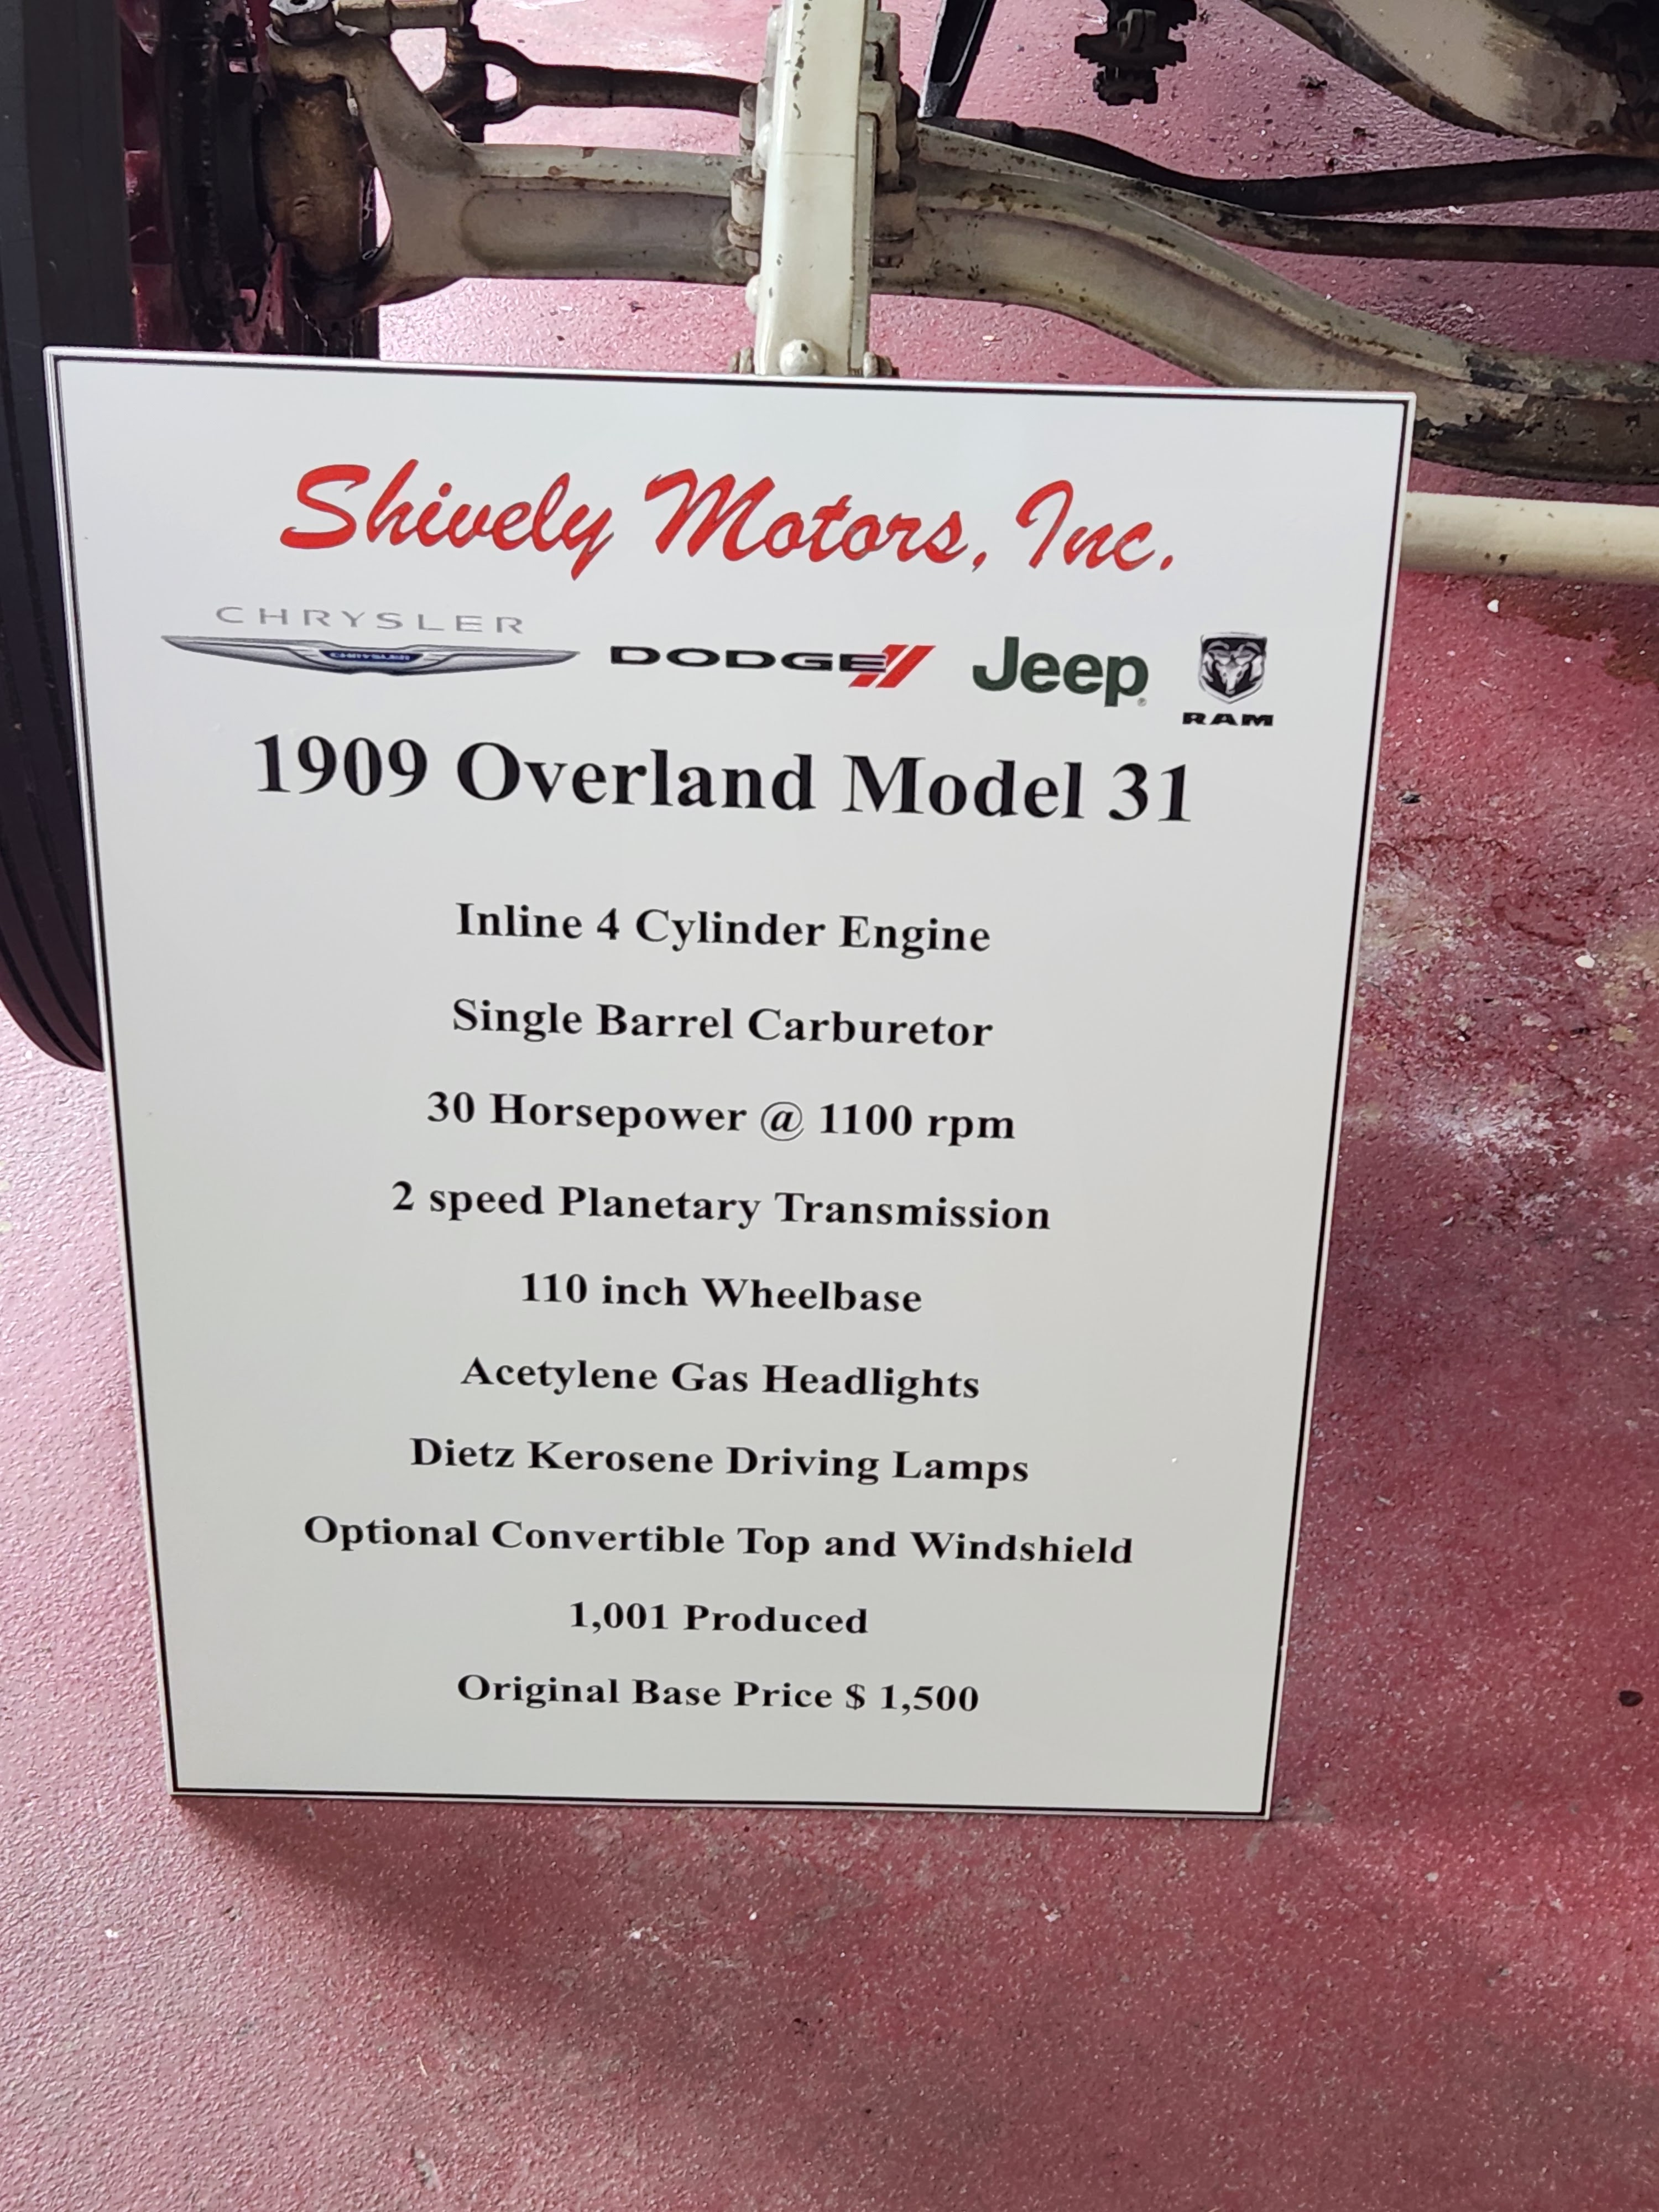 Shively Motors, Inc.
CHRYSLER
CHRYSLER DODGE Jeep
RAM
1909 Overland Model 31
Inline 4 Cylinder Engine
Single Barrel Carburetor
30 Horsepower @ 1100 rpm
2 speed Planetary Transmission
110 inch Wheelbase
Acetylene Gas Headlights
Dietz Kerosene Driving Lamps
Optional Convertible Top and Windshield
1,001 Produced
Original Base Price $ 1,500